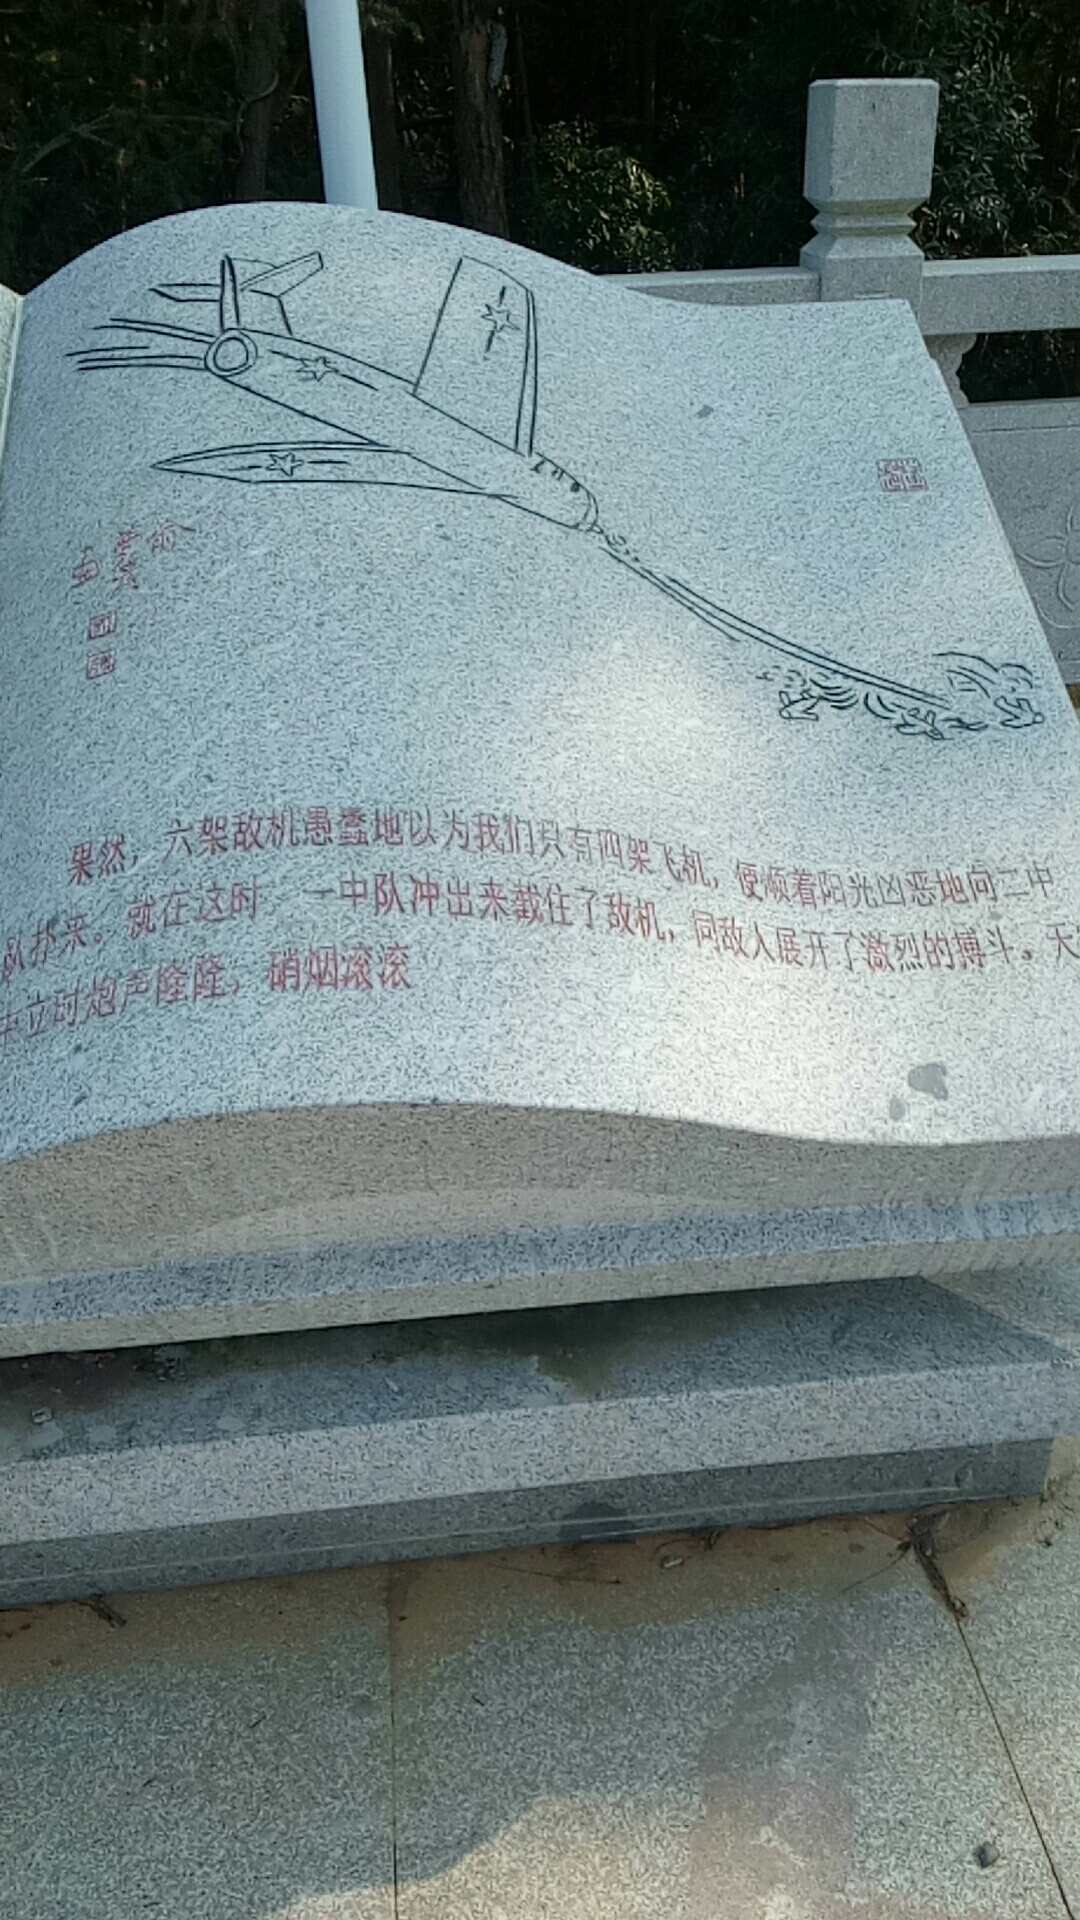 果然，六架敌机愚蠢地以为我们只有四架飞机，便顺着阳光凶恶地向二中
队扑来。就在这时 一中队冲出来截住了敌机，同敌人展开了激烈的搏斗。天空
中立时炮声隆隆，硝烟滚滚